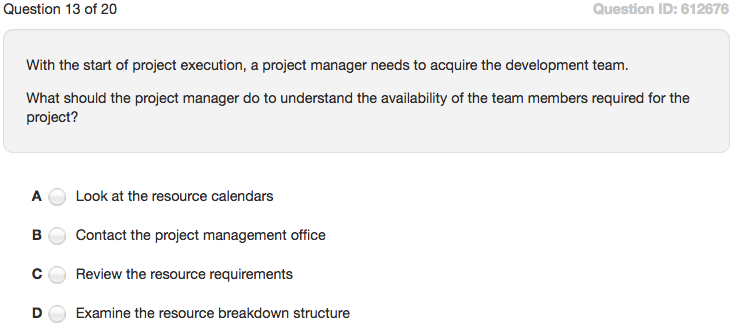 Question 13 of 20
Question ID: 612676
With the start of project execution, a project manager needs to acquire the development team.
What should the project manager do to understand the availability of the team members required for the
project?
A Look at the resource calendars
B Contact the project management office
C Review the resource requirements
D Examine the resource breakdown structure